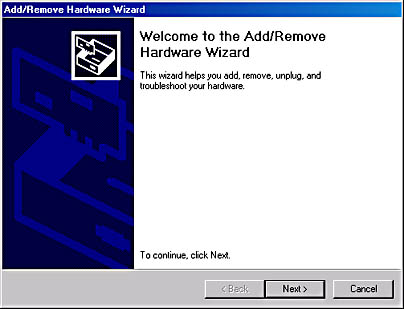 Add/Remove Hardware Wizard
Welcome to the Add/Remove
Hardware Wizard
This wizard helps you add, remove, unplug, and
troubleshoot your hardware.
To continue, click Next.
< Back Next > Cancel